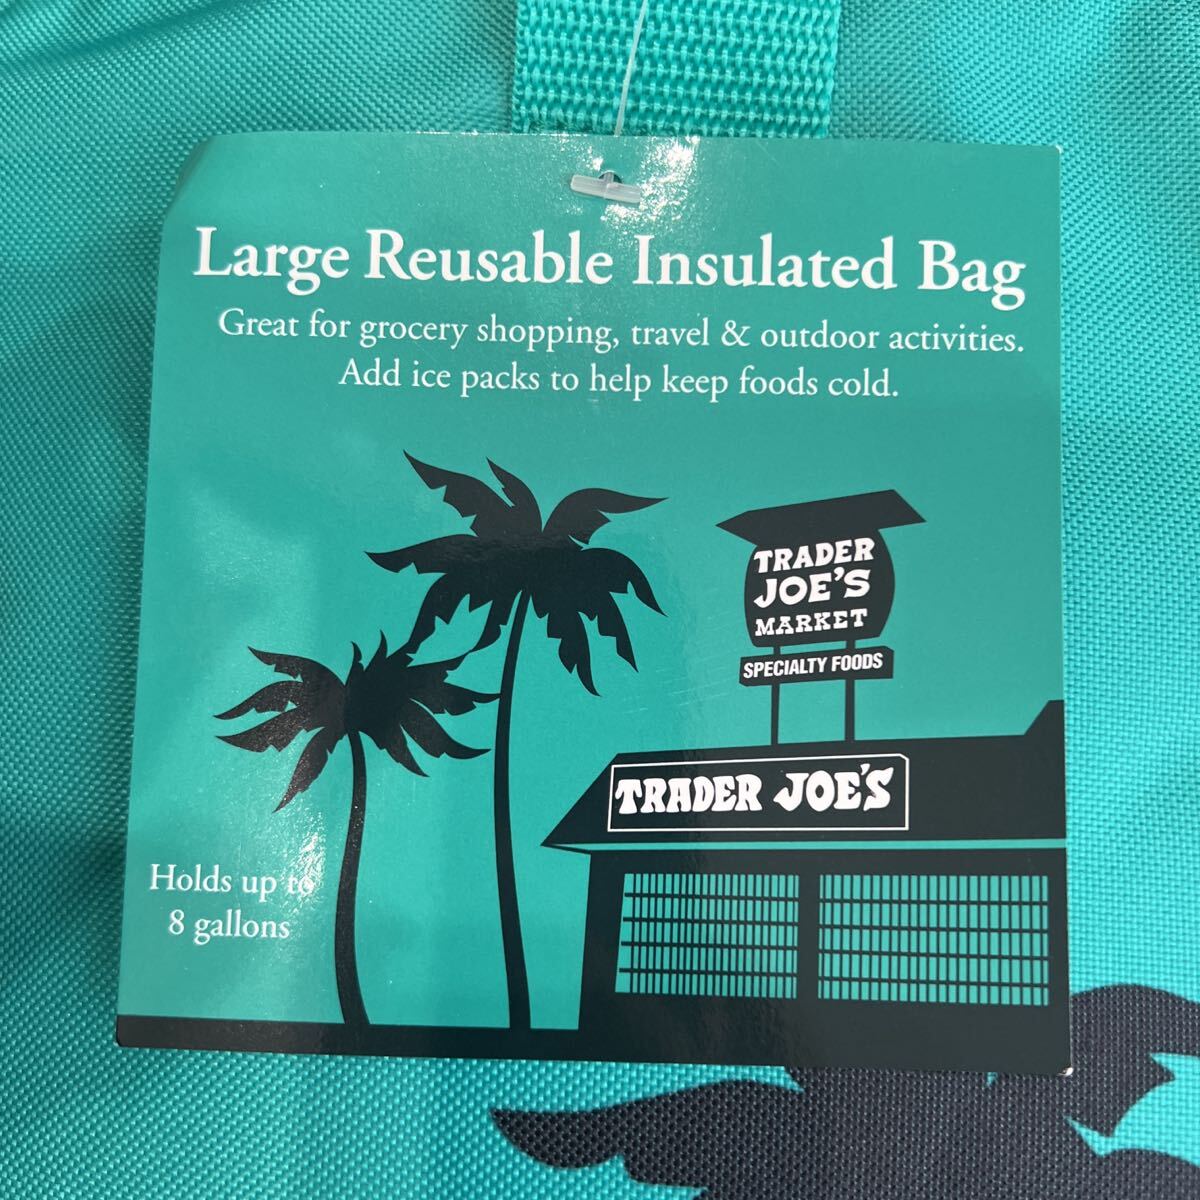 Large Reusable Insulated Bag
Great for grocery shopping, travel & outdoor activities.
Add ice packs to help keep foods cold.
TRADER
JOE'S
MARKET
SPECIALTY FOODS
TRADER JOE'S
Holds up to
8 gallons